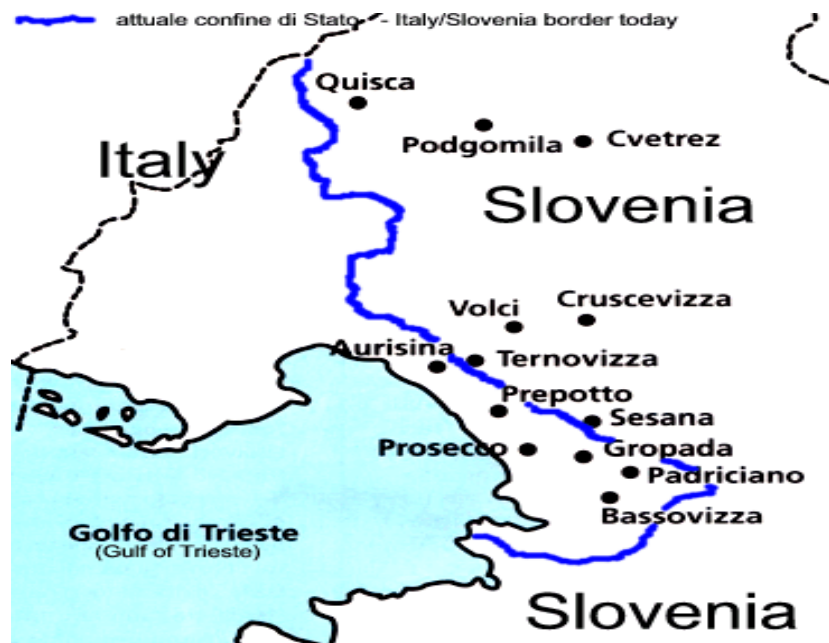 attuale confine di Stato - Italy/Slovenia border today
Quisca
Podgomila
Cvetrez
Italy
Slovenia
Volci
Cruscevizza
Aurisina
Ternovizza
Prepotto
Sesana
Prosecco
Gropada
Padriciano
Bassovizza
Golfo di Trieste
(Gulf of Trieste)
Slovenia